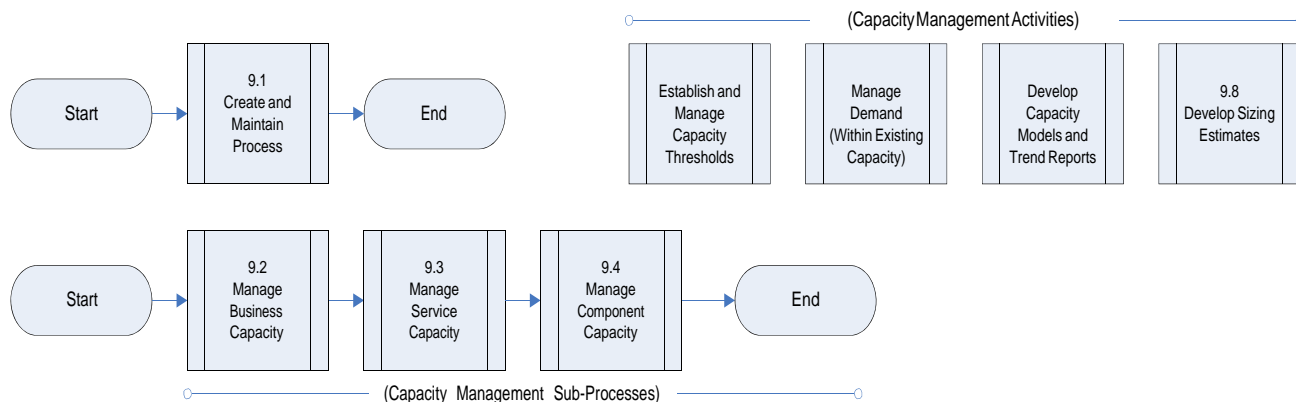 (Capacity Management Activities)
Start
9.1
Create and
Maintain
Process
End
Establish and
Manage
Capacity
Thresholds
Manage
Demand
(Within Existing
Capacity)
Develop
Capacity
Models and
Trend Reports
9.8
Develop Sizing
Estimates
Start
9.2
Manage
Business
Capacity
9.3
Manage
Service
Capacity
9.4
Manage
Component
Capacity
End
(Capacity Management Sub-Processes)